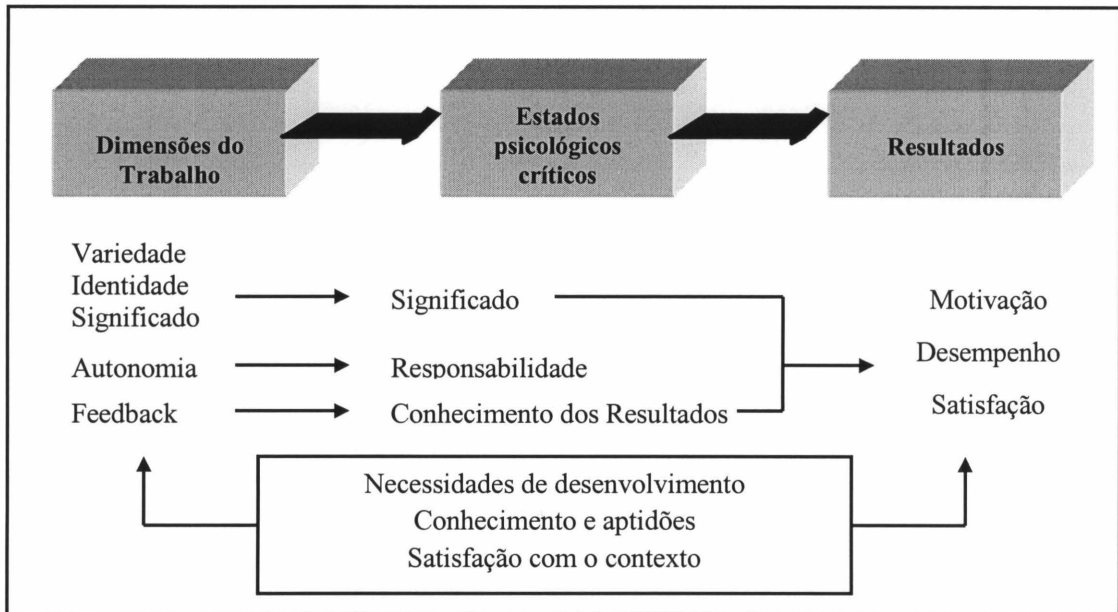 Dimensões do
Trabalho
Estados
psicológicos
críticos
Resultados
Variedade
Identidade
Significado
Significado
Autonomia
Responsabilidade
Feedback
Conhecimento dos Resultados
Motivação
Desempenho
Satisfação
Necessidades de desenvolvimento
Conhecimento e aptidões
Satisfação com o contexto